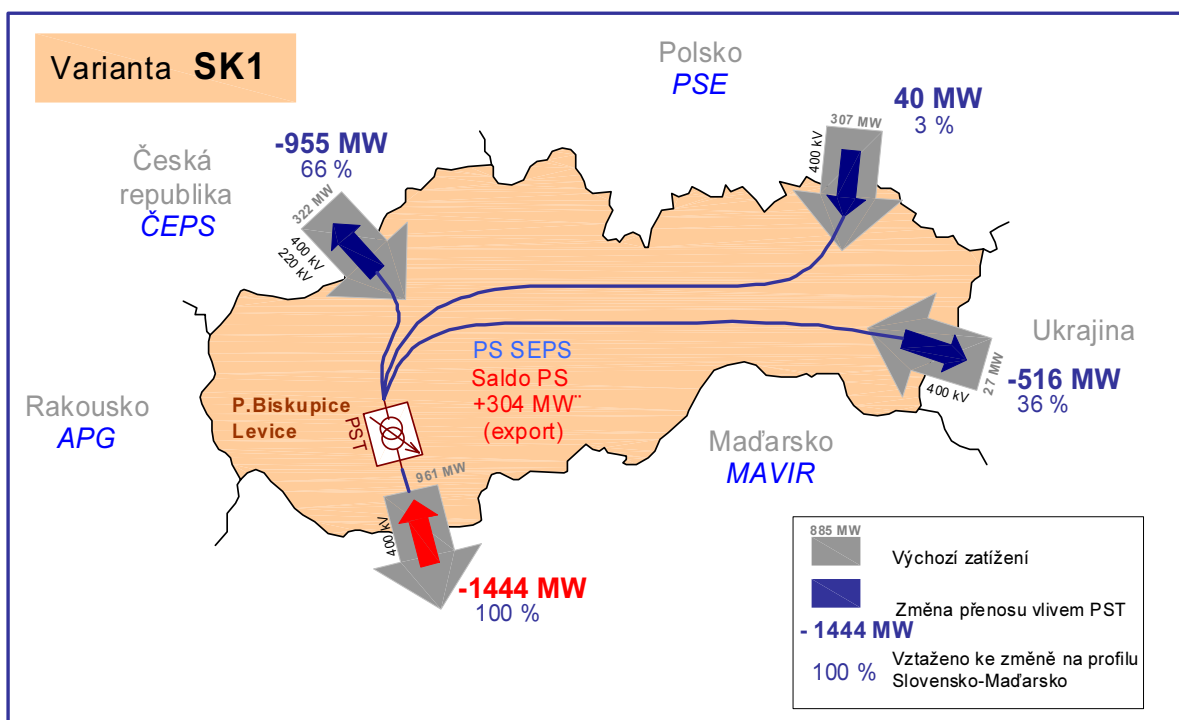 Varianta SK1
Polsko
PSE
40 MW
3 %
307 MW
400 kV
-955 MW
66 %
Česká
republika
ČEPS
322 MW
400 kV
220 kV
Ukrajina
27 MW
400 kV
-516 MW
36 %
PS SEPS
Saldo PS
+304 MW¨
(export)
Rakousko
APG
P.Biskupice
Levice
PST
Maďarsko
MAVIR
961 MW
400 kV
-1444 MW
100 %
885 MW
Výchozí zatížení
Změna přenosu vlivem PST
- 1444 MW
100 %
Vztaženo ke změně na profilu
Slovensko-Maďarsko